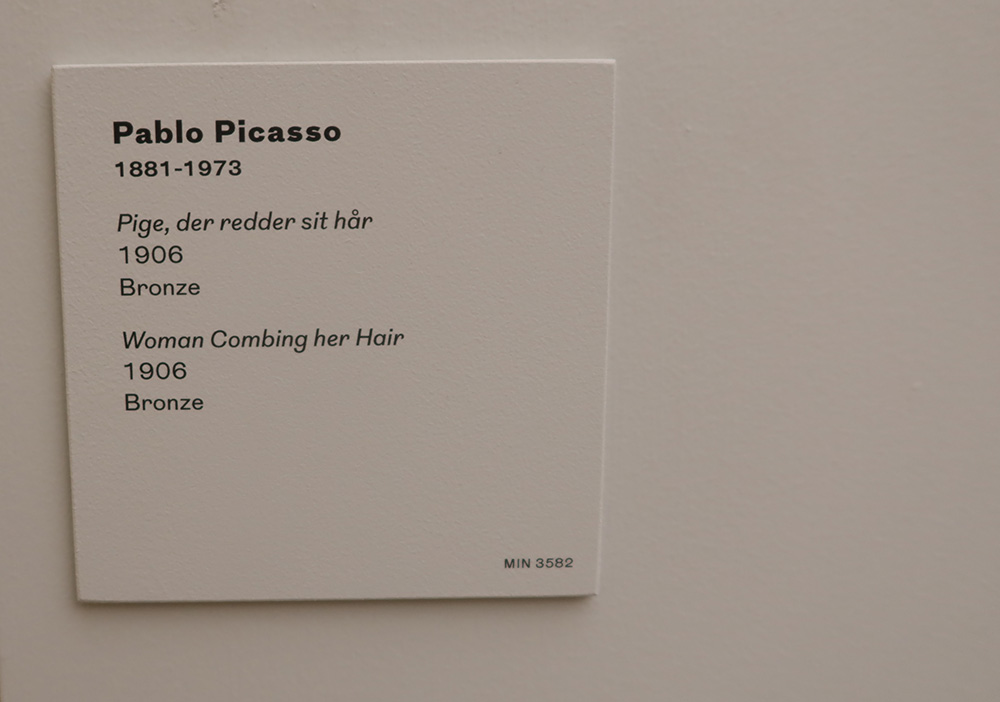 Pablo Picasso
1881-1973
Pige, der redder sit hår
1906
Bronze
Woman Combing her Hair
1906
Bronze
MIN 3582